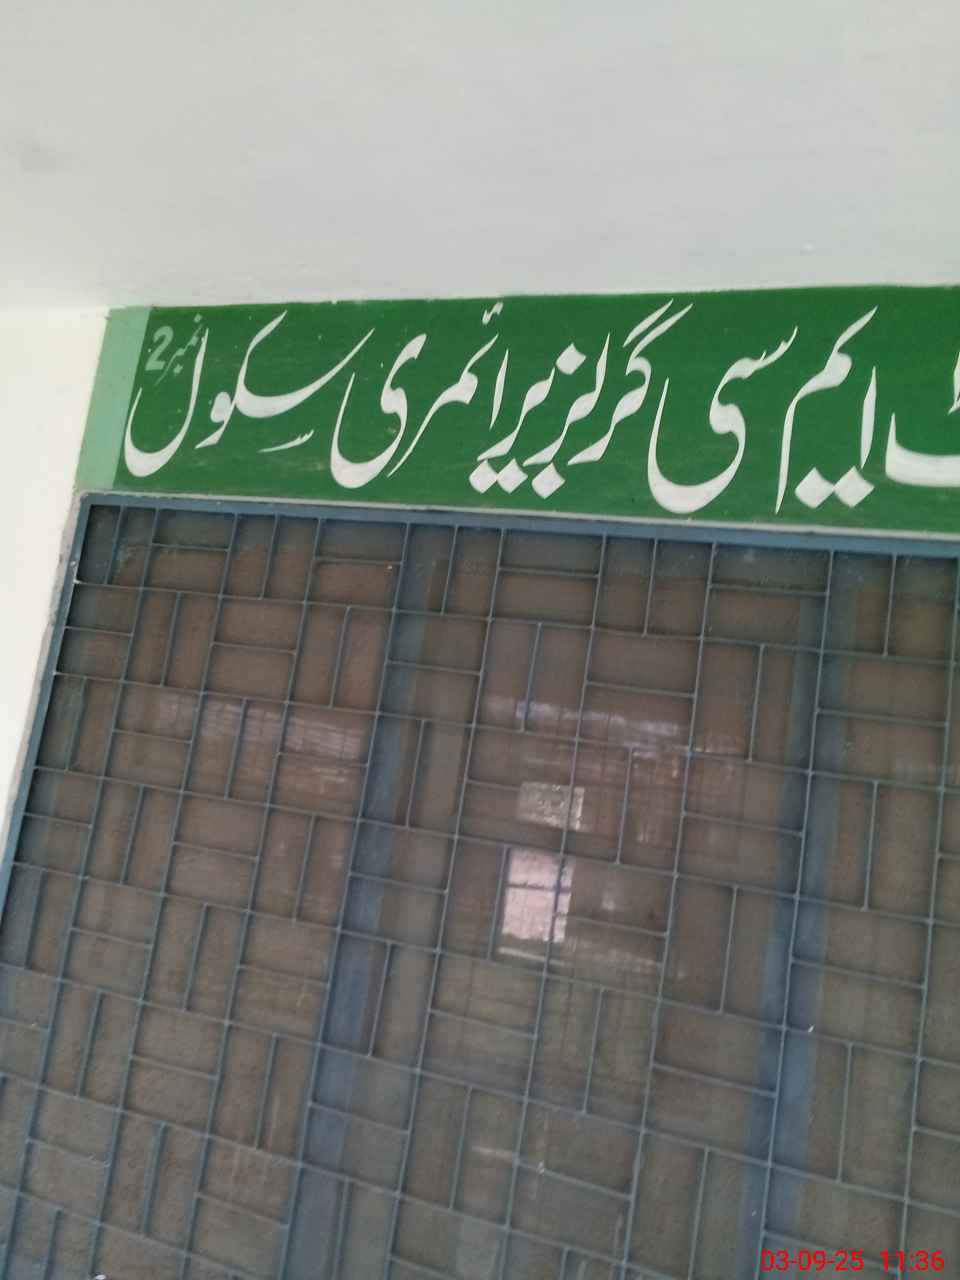 ایم سی گرلز پرائمری سکول نمبر 2
03-09-25 11:36